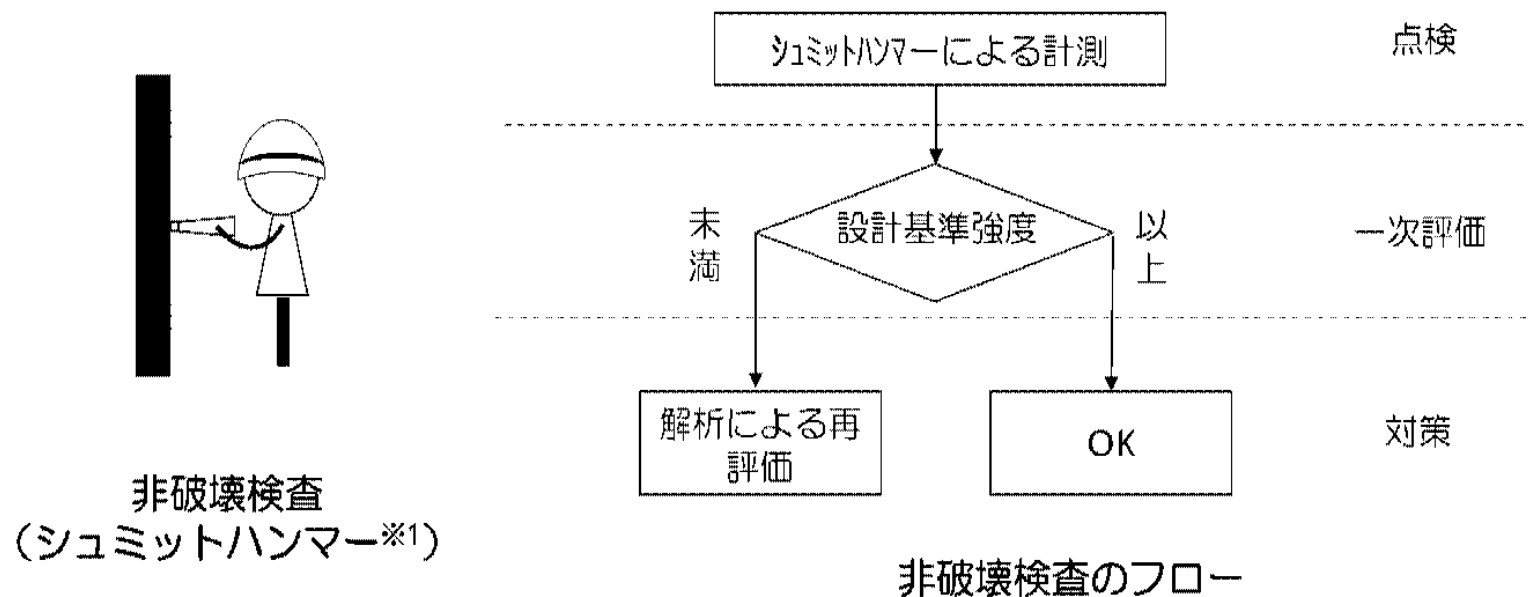 シュミットハンマーによる計測
点検
未満
設計基準強度
以上
一次評価
解析による再
評価
OK
対策
非破壊検査
（シュミットハンマー※1）
非破壊検査のフロー